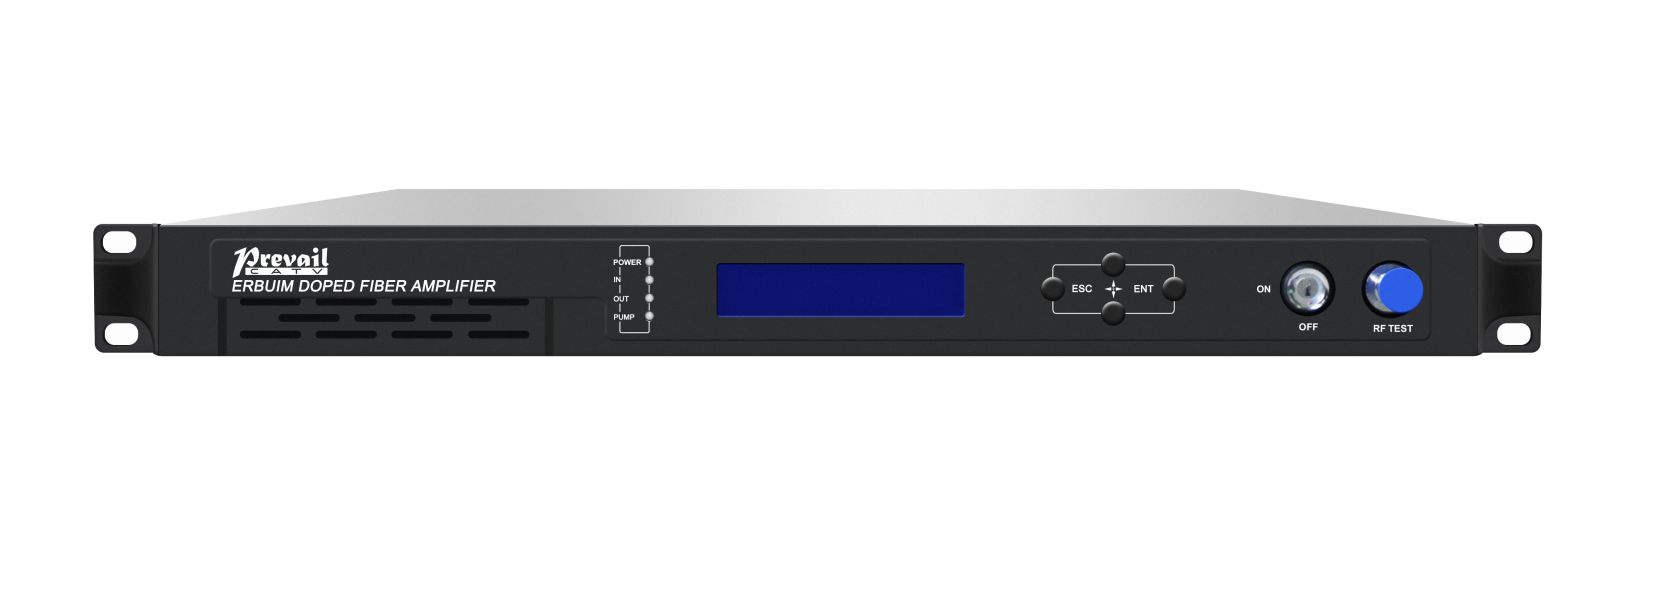 Prevail
CATV
ERBUIM DOPED FIBER AMPLIFIER
POWER
IN
OUT
PUMP
ESC
ENT
ON
OFF
RF TEST